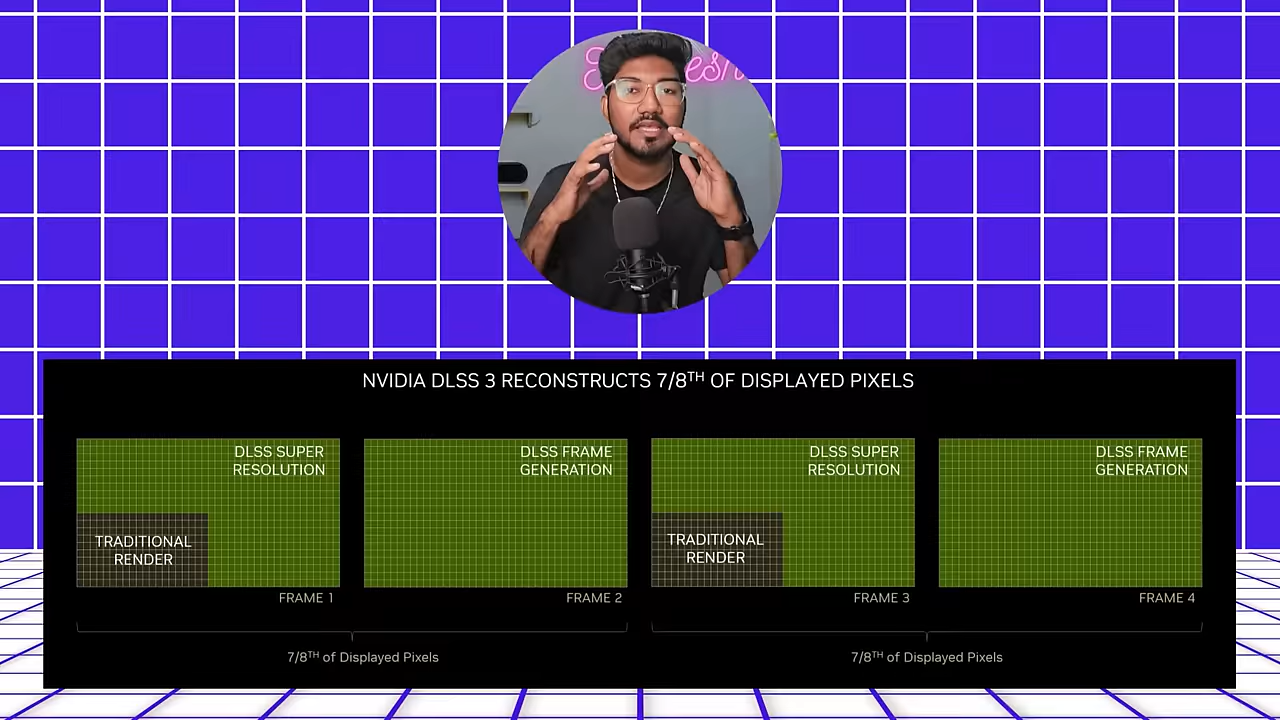 NVIDIA DLSS 3 RECONSTRUCTS 7/8TH OF DISPLAYED PIXELS
DLSS SUPER
RESOLUTION
TRADITIONAL
RENDER
FRAME 1
DLSS FRAME
GENERATION
FRAME 2
DLSS SUPER
RESOLUTION
TRADITIONAL
RENDER
FRAME 3
DLSS FRAME
GENERATION
FRAME 4
7/8TH of Displayed Pixels
7/8TH of Displayed Pixels